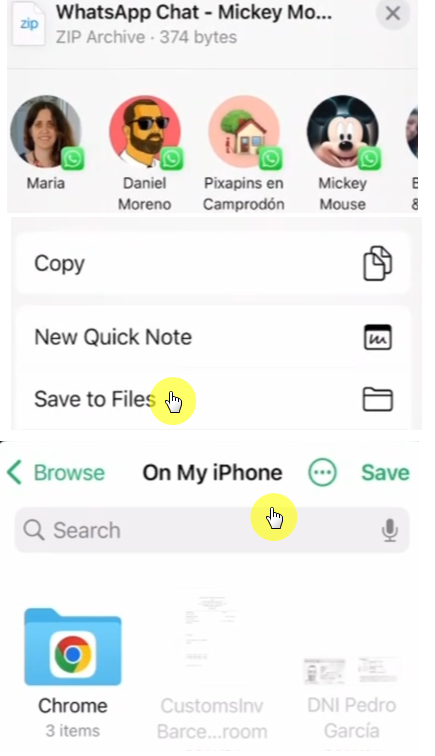 zip
WhatsApp Chat - Mickey Mo...
ZIP Archive · 374 bytes
Maria
Daniel Moreno
Pixapins en Camprodón
Mickey Mouse
Copy
New Quick Note
Save to Files
Browse
On My iPhone
Save
Search
Chrome
3 items
CustomsInv
Barce...room
DNI Pedro
García